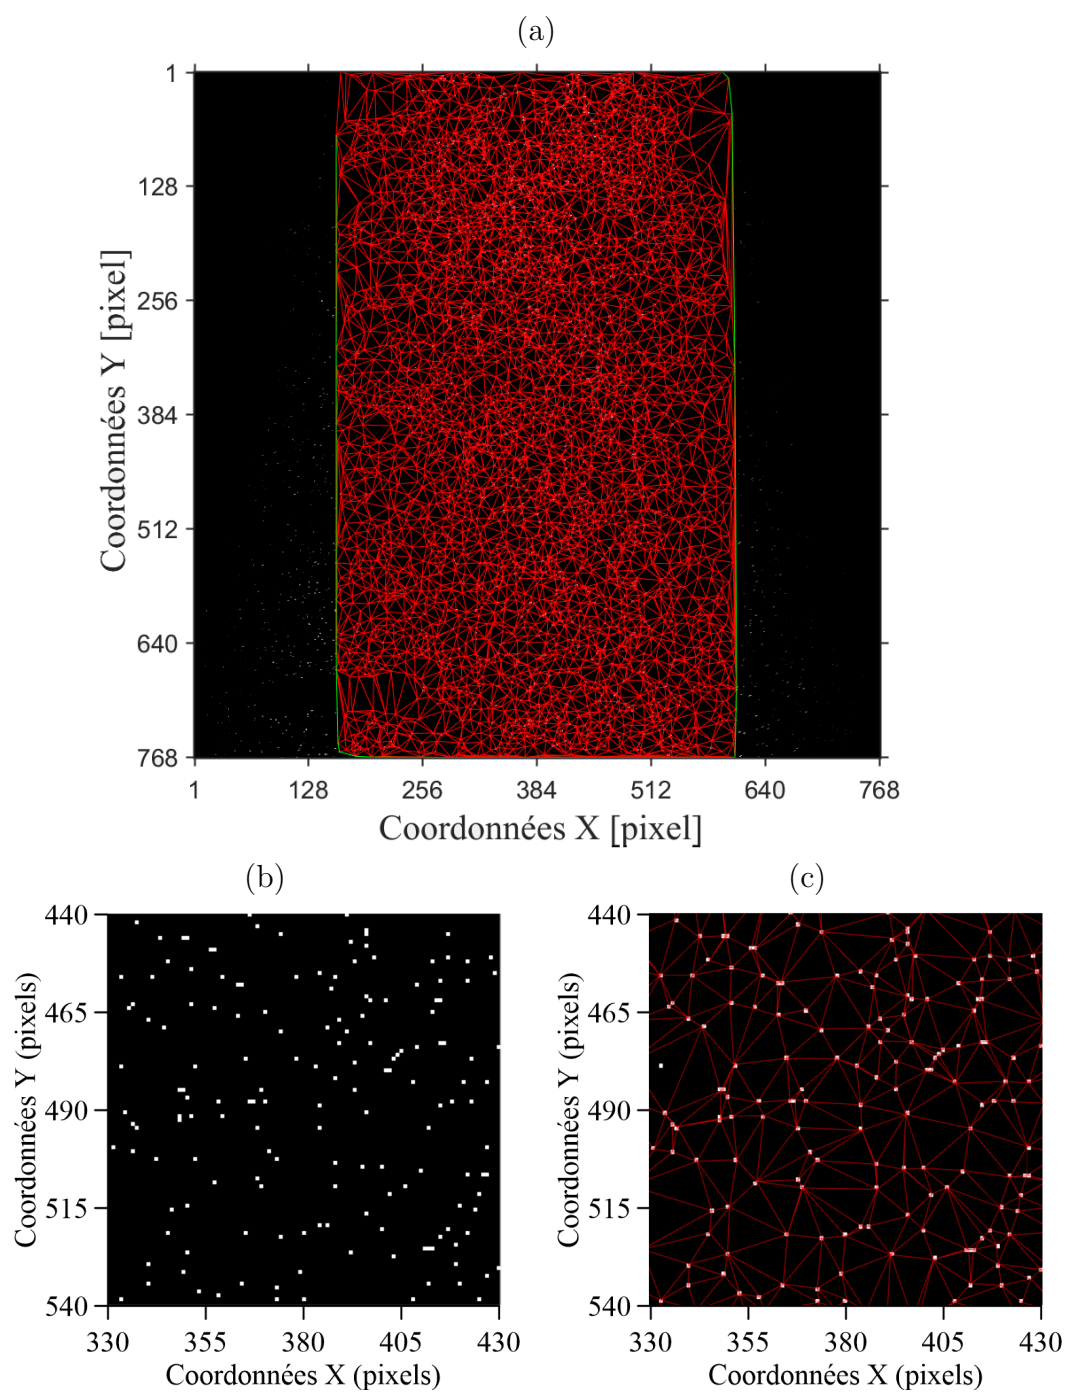 (a)
1
128
256
384
512
640
768
Coordonnées Y [pixel]
1 128 256 384 512 640 768
Coordonnées X [pixel]
(b)
440
465
490
515
540
Coordonnées Y (pixels)
330 355 380 405 430
Coordonnées X (pixels)
(c)
440
465
490
515
540
Coordonnées Y (pixels)
330 355 380 405 430
Coordonnées X (pixels)